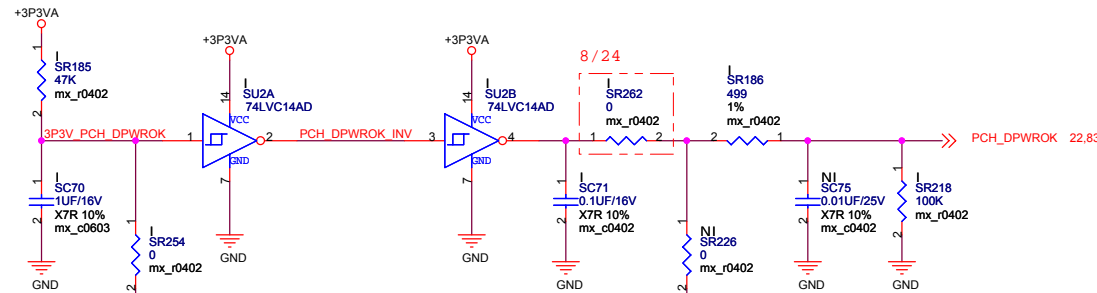 +3P3VA
1
I
SR185
47K
mx_r0402
2
3P3V_PCH_DPWROK
I
SC70
1UF/16V
X7R 10%
mx_c0603
1
2
GND
1
I
SR254
0
mx_r0402
2
+3P3VA
I
SU2A
74LVC14AD
14
VCC
1
2
GND
7
GND
PCH_DPWROK_INV
+3P3VA
I
SU2B
74LVC14AD
14
VCC
3
4
GND
7
GND
8/24
I
SR262
0
1
2
mx_r0402
I
SR186
499
1%
2
1
mx_r0402
PCH_DPWROK
22,83
1
I
SC71
0.1UF/16V
X7R 10%
mx_c0402
2
GND
1
NI
SR226
0
mx_r0402
2
1
NI
SC75
0.01UF/25V
X7R 10%
mx_c0402
2
GND
1
I
SR218
100K
mx_r0402
2
GND